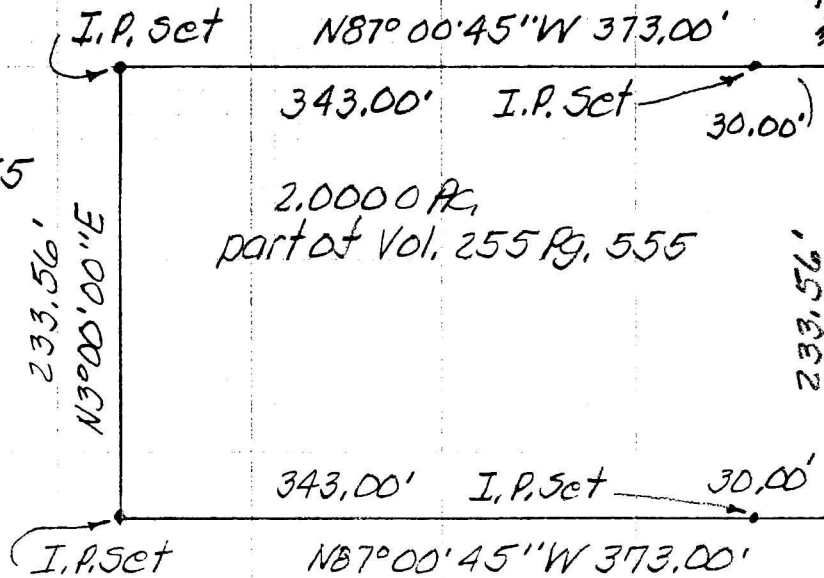 I.P. Set N87°00'45"W 373.00'
343.00' I.P. Set 30.00'
5
2.0000 AC,
part of Vol. 255 Pg. 555
233.56'
N3°00'00"E
233.56'
343.00' I.P. Set 30.00'
I.P. Set N87°00'45"W 373.00'